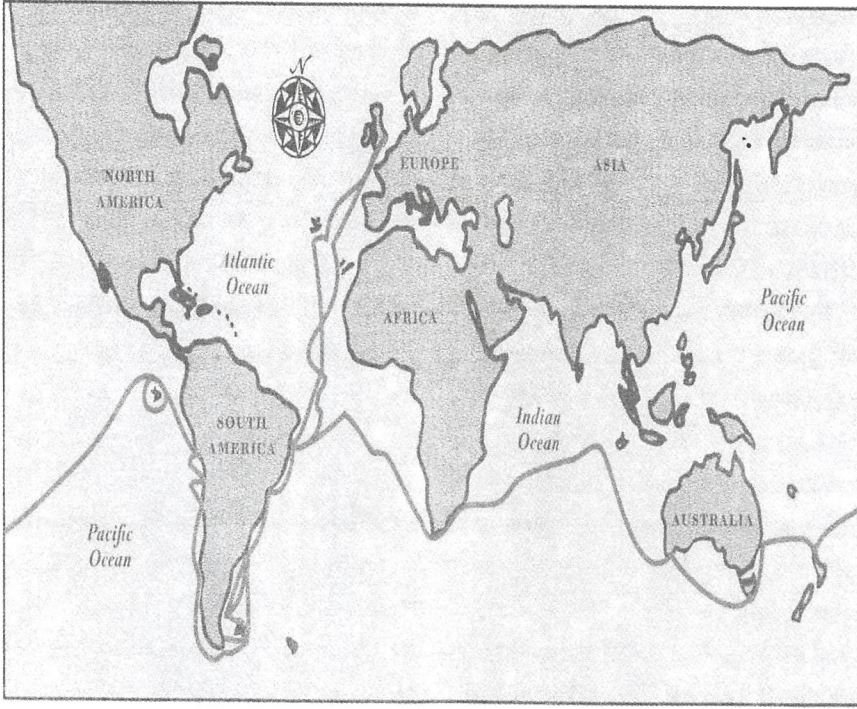 N
NORTH
AMERICA
EUROPE
ASIA
Atlantic
Ocean
Pacific
Ocean
AFRICA
SOUTH
AMERICA
Indian
Ocean
Pacific
Ocean
AUSTRALIA